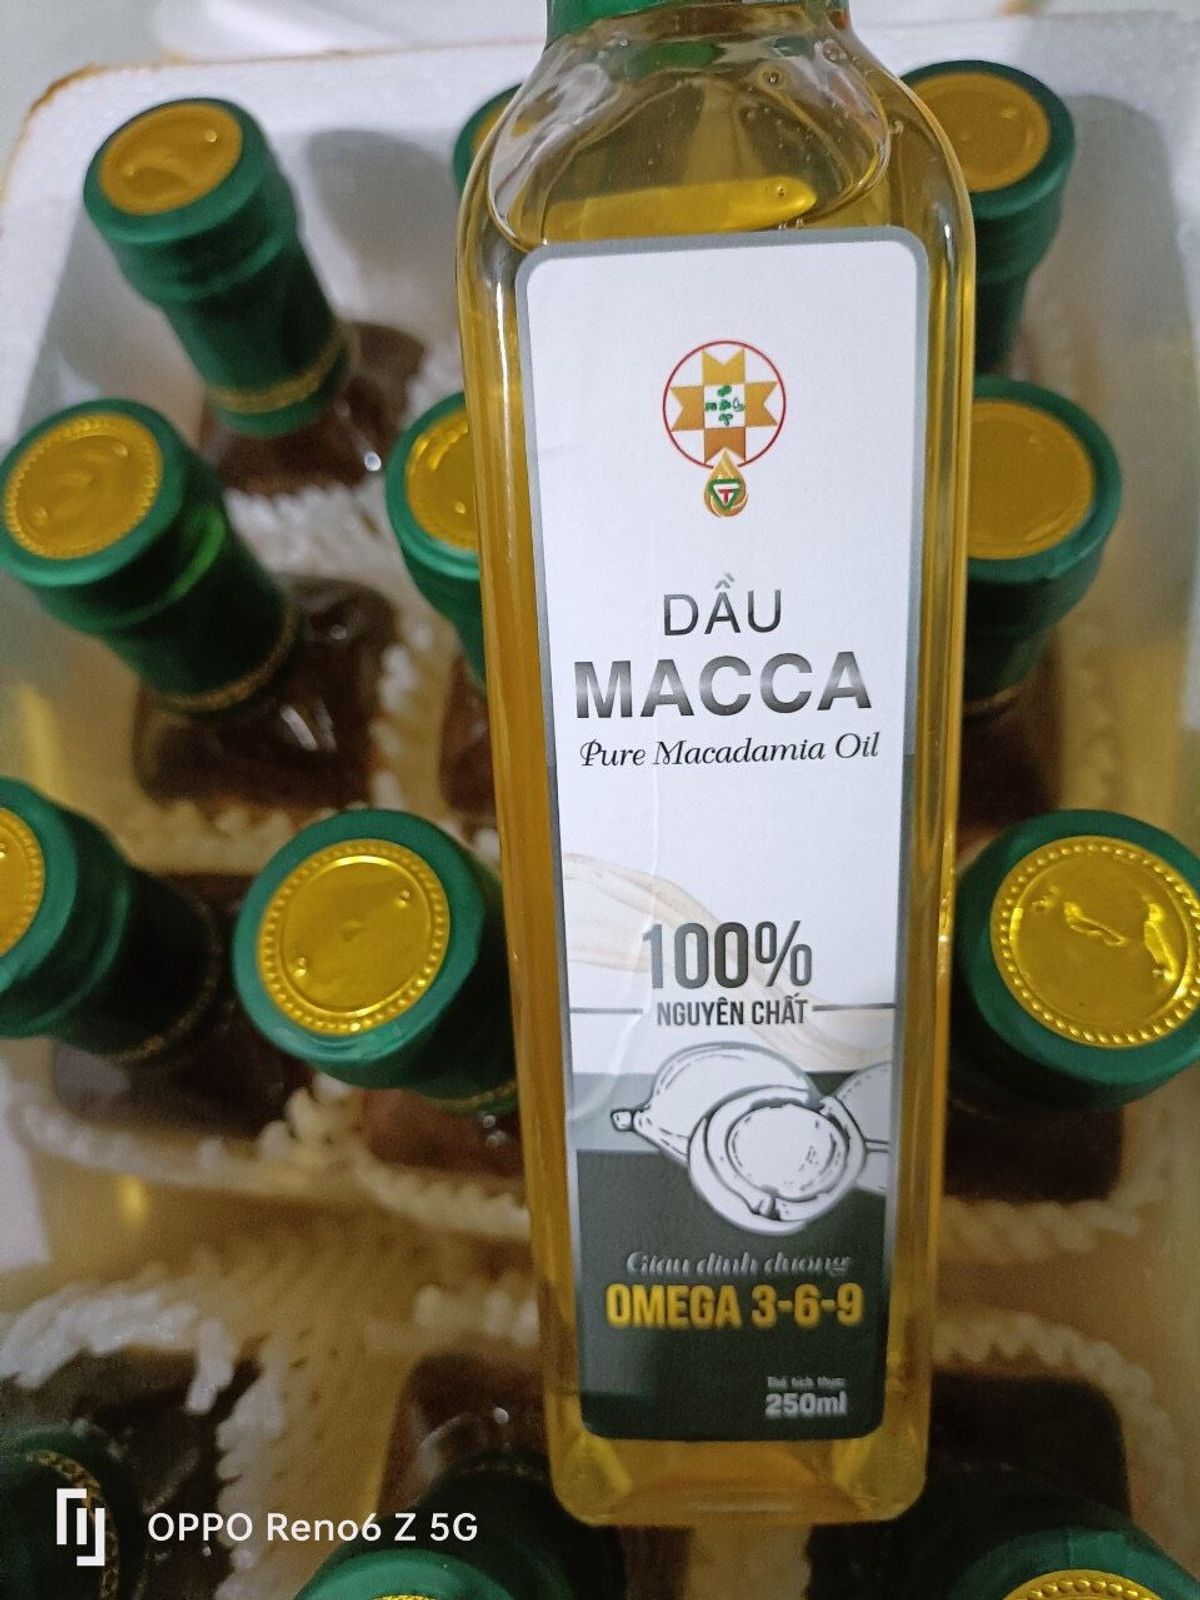 DẦU
MACCA
Pure Macadamia Oil
100%
NGUYÊN CHẤT
Giàu dinh dưỡng
OMEGA 3-6-9
Thể tích thực:
250ml
OPPO Reno6 Z 5G